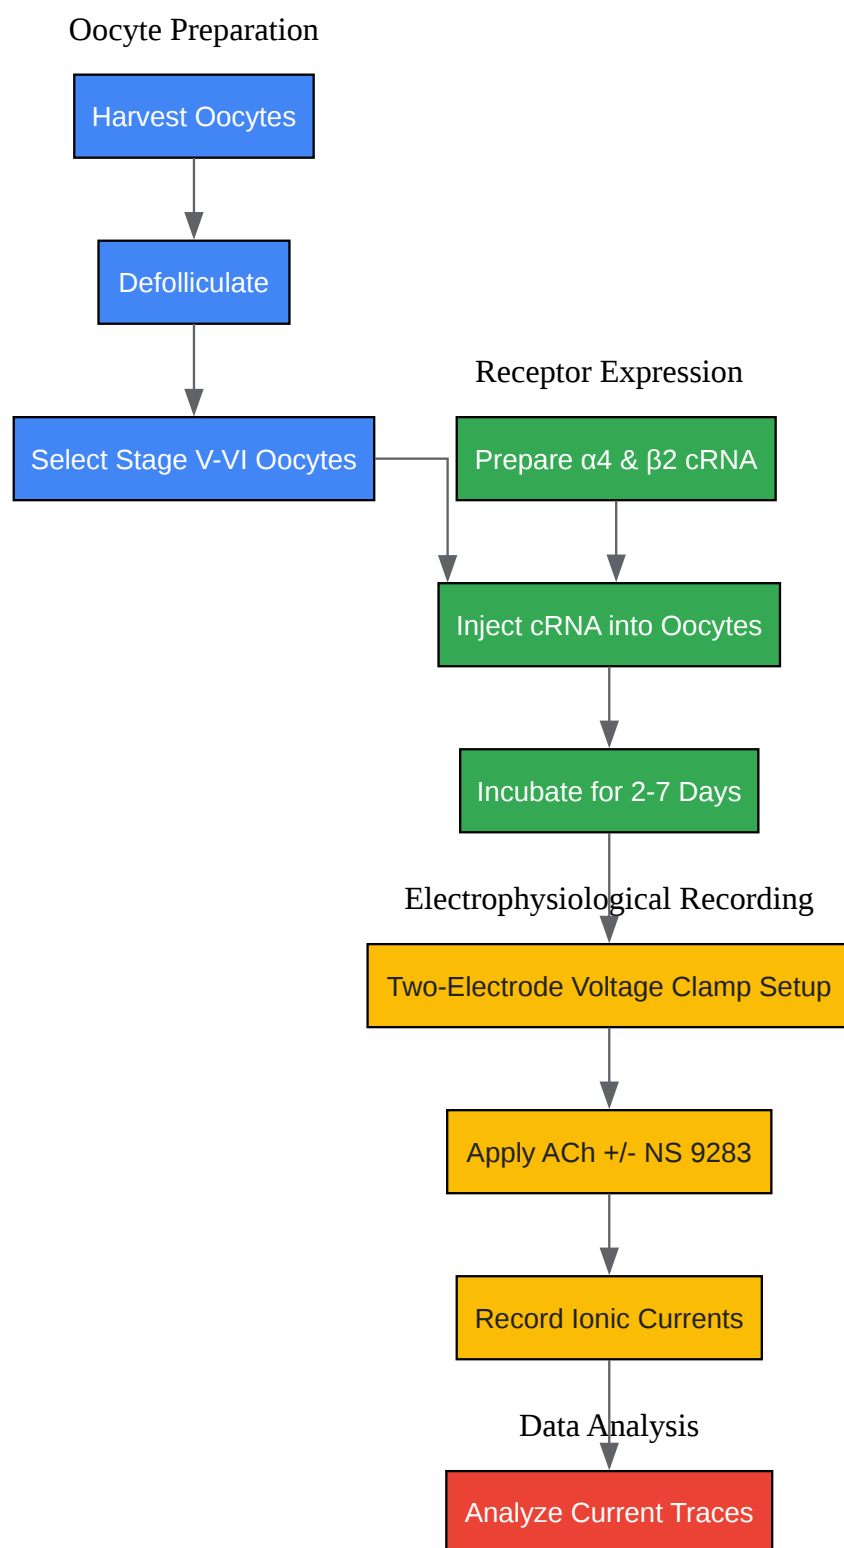 Oocyte Preparation
Harvest Oocytes
Defolliculate
Select Stage V-VI Oocytes
Receptor Expression
Prepare α4 & β2 cRNA
Inject cRNA into Oocytes
Incubate for 2-7 Days
Electrophysiological Recording
Two-Electrode Voltage Clamp Setup
Apply ACh +/- NS 9283
Record Ionic Currents
Data Analysis
Analyze Current Traces